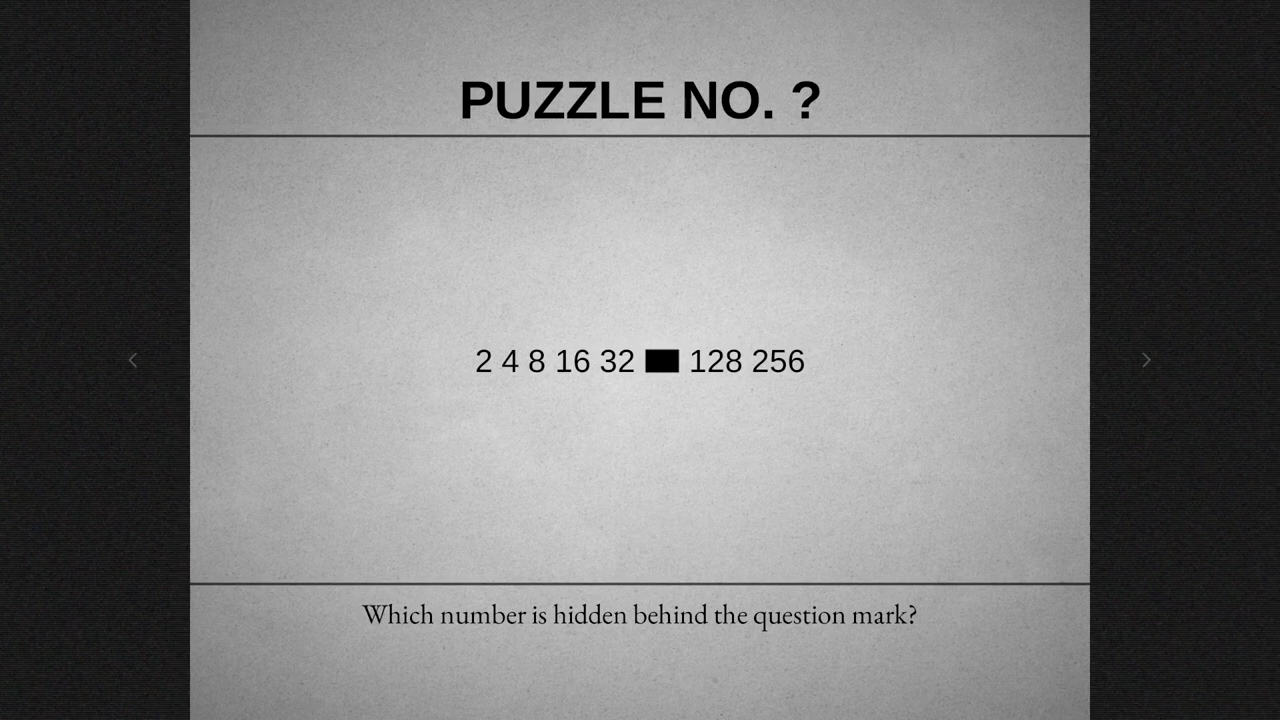 PUZZLE NO. ?
2 4 8 16 32 128 256
Which number is hidden behind the question mark?